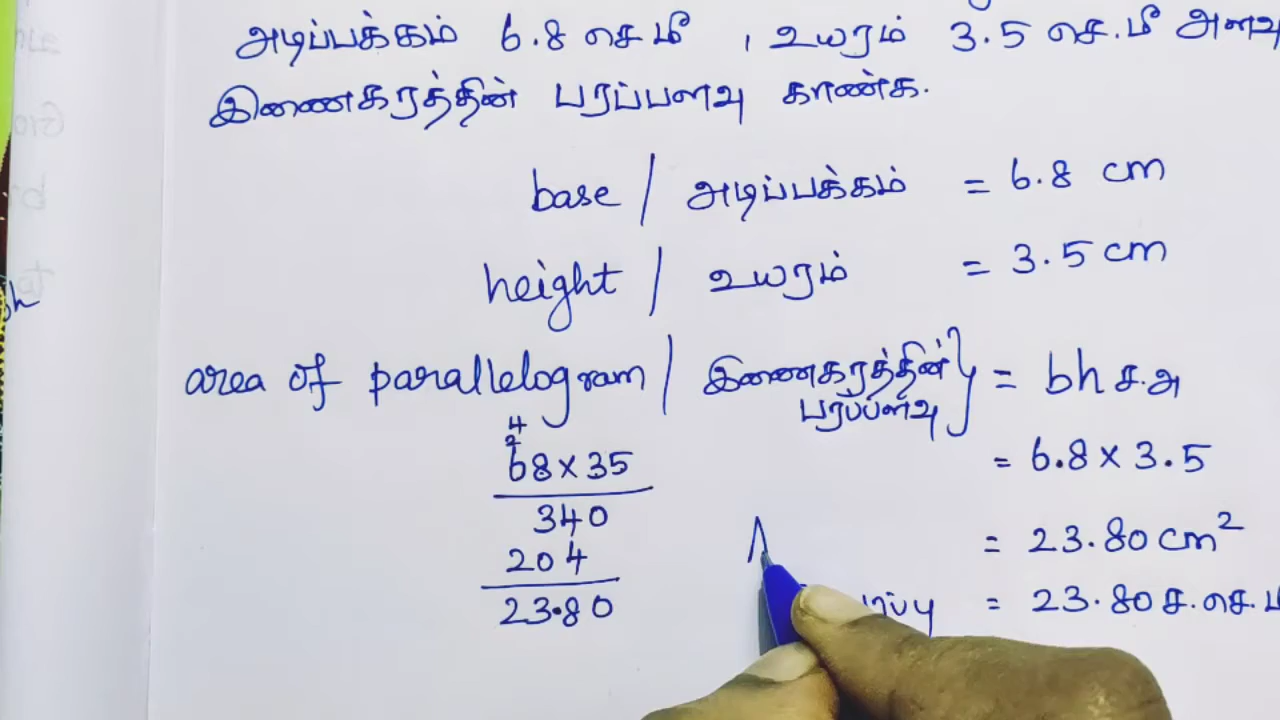 அடிப்பக்கம் 6.8 செ.மீ , உயரம் 3.5 செ.மீ அளவு
இணைகரத்தின் பரப்பளவு காண்க.
base / அடிப்பக்கம் = 6.8 cm
height / உயரம் = 3.5 cm
area of parallelogram / இணைகரத்தின் பரப்பளவு } = bh ச.அ
4
2
68 × 35 = 6.8 × 3.5
340
204 = 23.80 cm²
23.80 = 23.80 ச.செ.